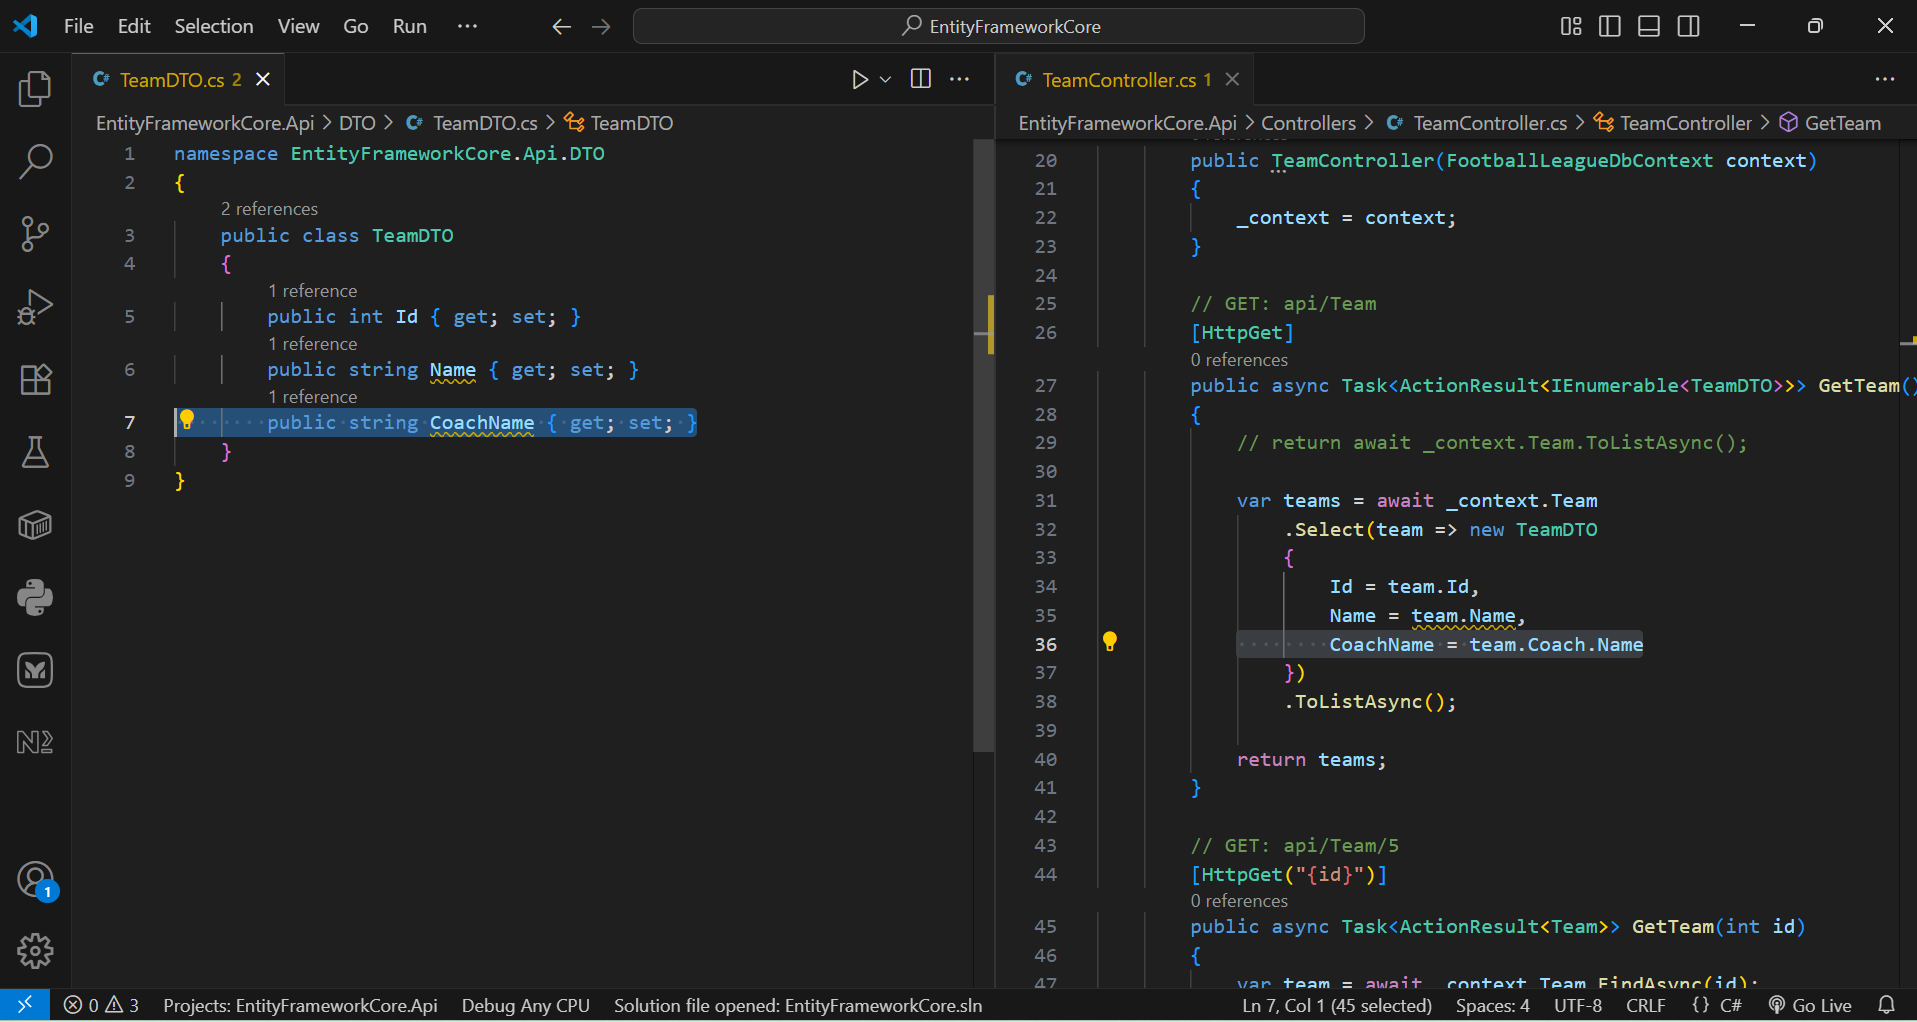 File Edit Selection View Go Run ··· EntityFrameworkCore
TeamDTO.cs 2
EntityFrameworkCore.Api > DTO > TeamDTO.cs > TeamDTO
1 namespace EntityFrameworkCore.Api.DTO
2 {
2 references
3 public class TeamDTO
4 {
1 reference
5 public int Id { get; set; }
1 reference
6 public string Name { get; set; }
1 reference
7 public string CoachName { get; set; }
8 }
9 }
TeamController.cs 1
EntityFrameworkCore.Api > Controllers > TeamController.cs > TeamController > GetTeam
20 public TeamController(FootballLeagueDbContext context)
21 {
22 _context = context;
23 }
24
25 // GET: api/Team
26 [HttpGet]
0 references
27 public async Task<ActionResult<IEnumerable<TeamDTO>>> GetTeam()
28 {
29 // return await _context.Team.ToListAsync();
30
31 var teams = await _context.Team
32 .Select(team => new TeamDTO
33 {
34 Id = team.Id,
35 Name = team.Name,
36 CoachName = team.Coach.Name
37 })
38 .ToListAsync();
39
40 return teams;
41 }
42
43 // GET: api/Team/5
44 [HttpGet("{id}")]
0 references
45 public async Task<ActionResult<Team>> GetTeam(int id)
46 {
47 var team = await _context.Team.FindAsync(id);
1
0 3 Projects: EntityFrameworkCore.Api Debug Any CPU Solution file opened: EntityFrameworkCore.sln Ln 7, Col 1 (45 selected) Spaces: 4 UTF-8 CRLF {} C# Go Live